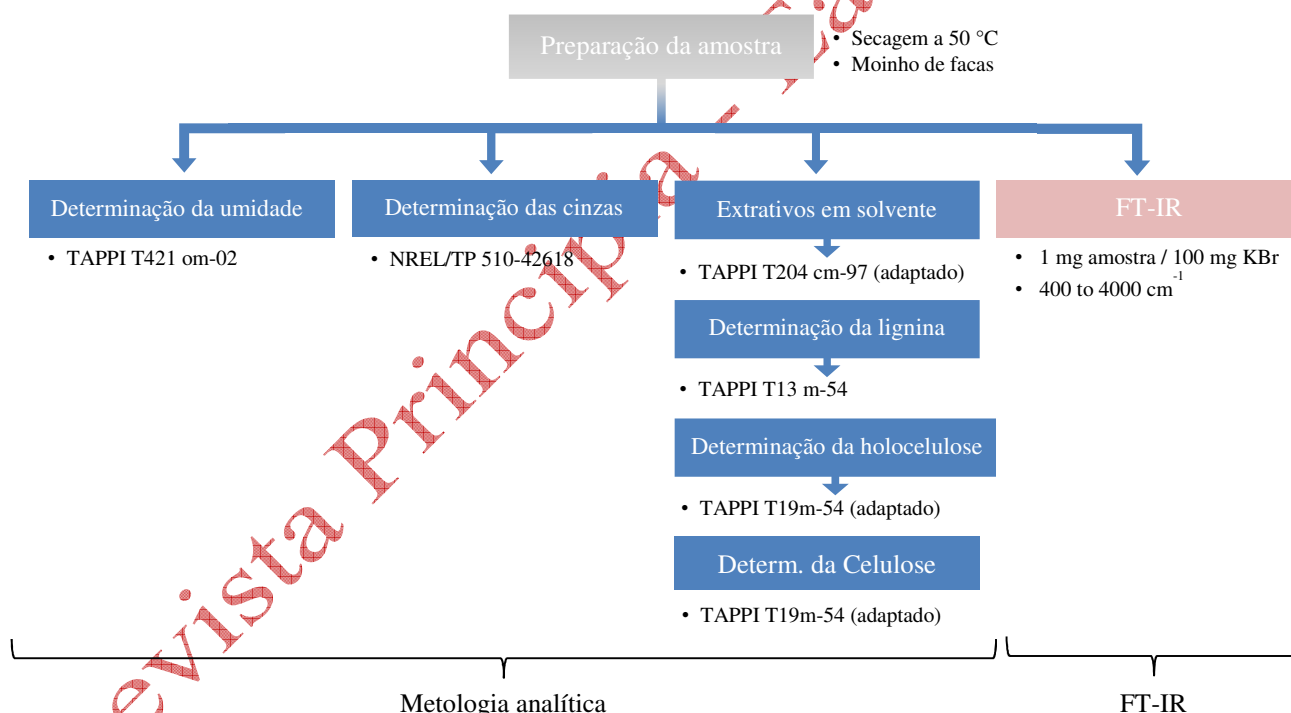 Preparação da amostra
• Secagem a 50 °C
• Moinho de facas
Determinação da umidade
• TAPPI T421 om-02
Determinação das cinzas
• NREL/TP 510-42618
Extrativos em solvente
• TAPPI T204 cm-97 (adaptado)
Determinação da lignina
• TAPPI T13 m-54
Determinação da holocelulose
• TAPPI T19m-54 (adaptado)
Determ. da Celulose
• TAPPI T19m-54 (adaptado)
FT-IR
• 1 mg amostra / 100 mg KBr
• 400 to 4000 cm⁻¹
Metologia analítica
FT-IR
evista Principia - Ea